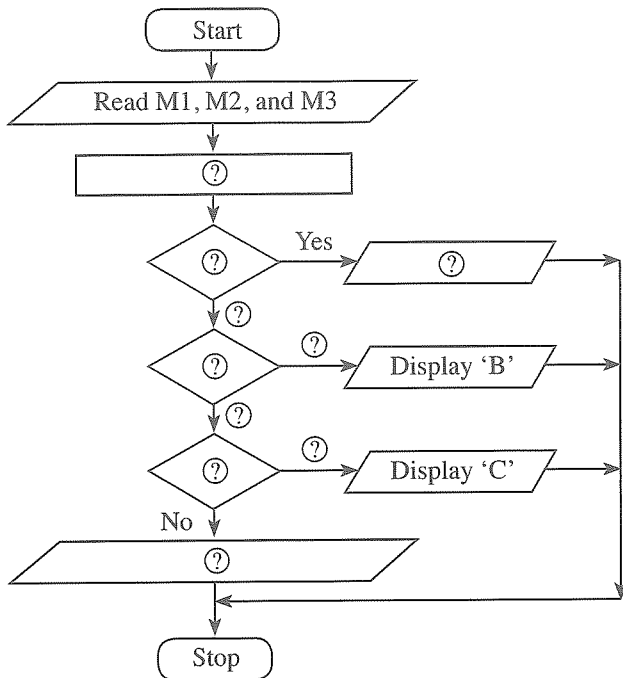 Start
Read M1, M2, and M3
?
? Yes ?
?
? ? Display ‘B’
?
? ? Display ‘C’
No
?
Stop